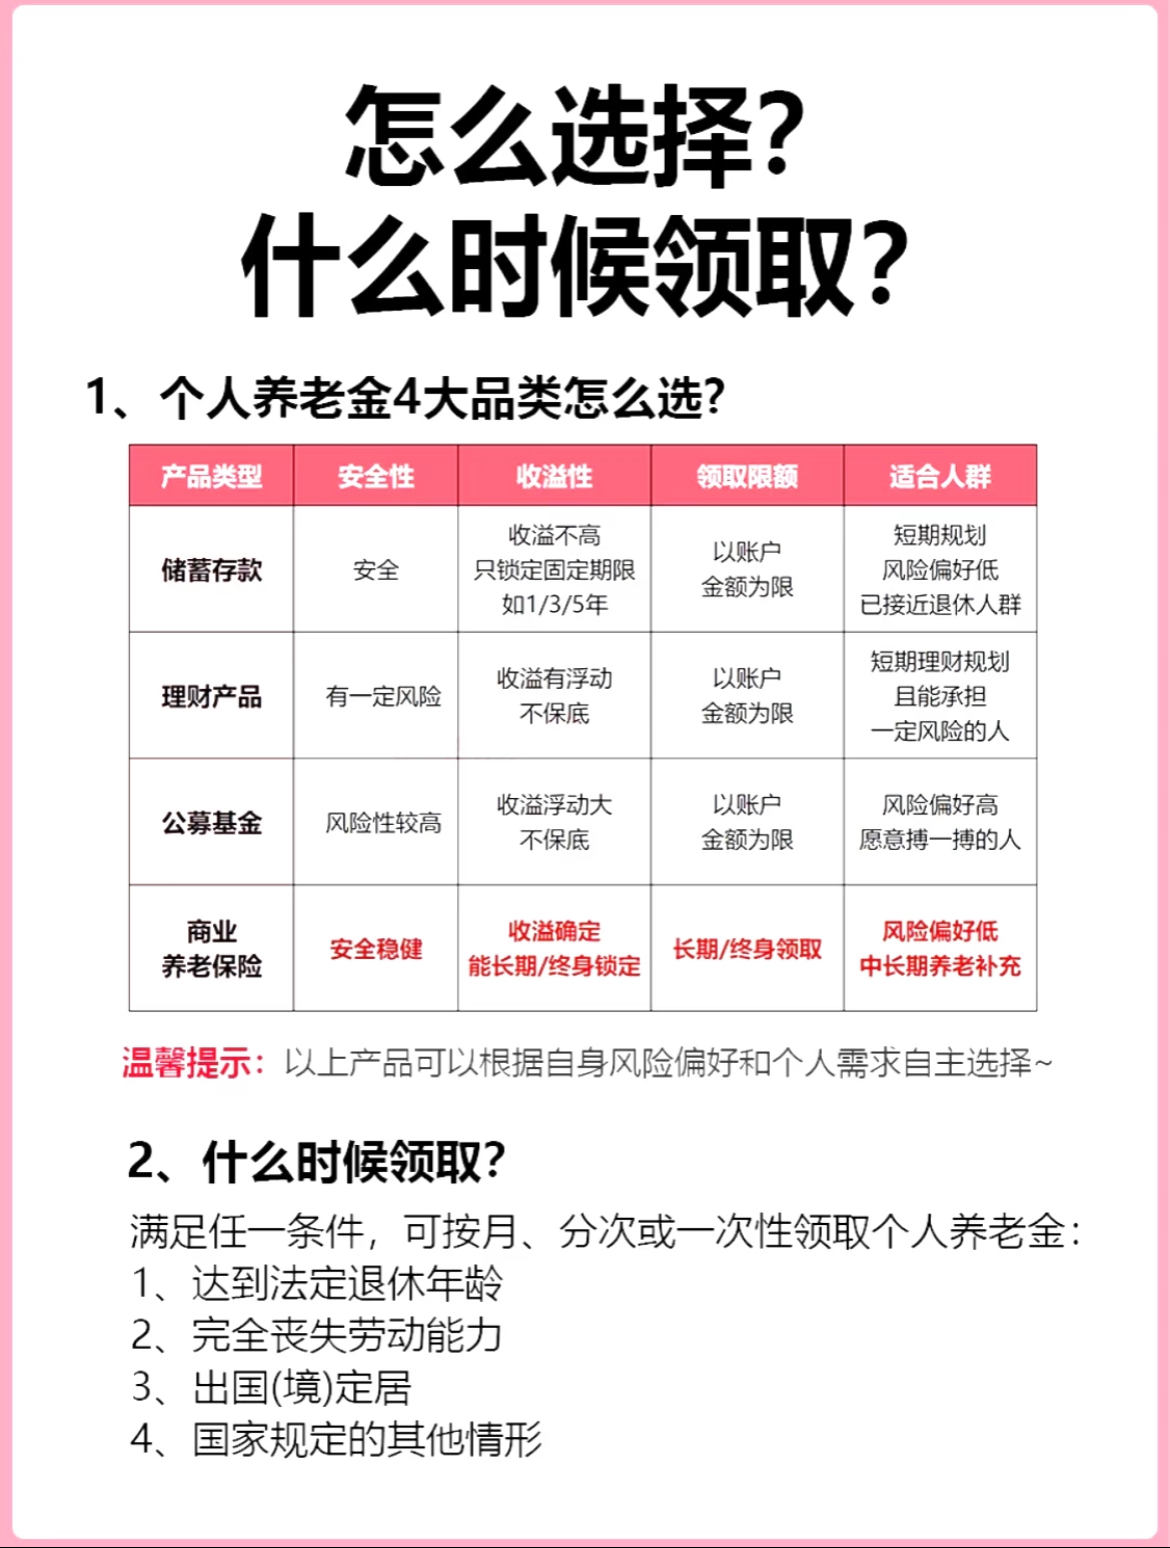 怎么选择？
什么时候领取？
1、个人养老金4大品类怎么选？
产品类型 安全性 收溢性 领取限额 适合人群
储蓄存款
安全
收溢不高
只锁定固定期限
如1/3/5年
以账户
金额为限
短期规划
风险偏好低
已接近退休人群
理财产品
有一定风险
收溢有浮动
不保底
以账户
金额为限
短期理财规划
且能承担
一定风险的人
公募基金
风险性较高
收溢浮动大
不保底
以账户
金额为限
风险偏好高
愿意搏一搏的人
商业
养老保险
安全稳健
收溢确定
能长期/终身锁定
长期/终身领取
风险偏好低
中长期养老补充
温馨提示：以上产品可以根据自身风险偏好和个人需求自主选择~
2、什么时候领取？
满足任一条件，可按月、分次或一次性领取个人养老金：
1、达到法定退休年龄
2、完全丧失劳动能力
3、出国(境)定居
4、国家规定的其他情形